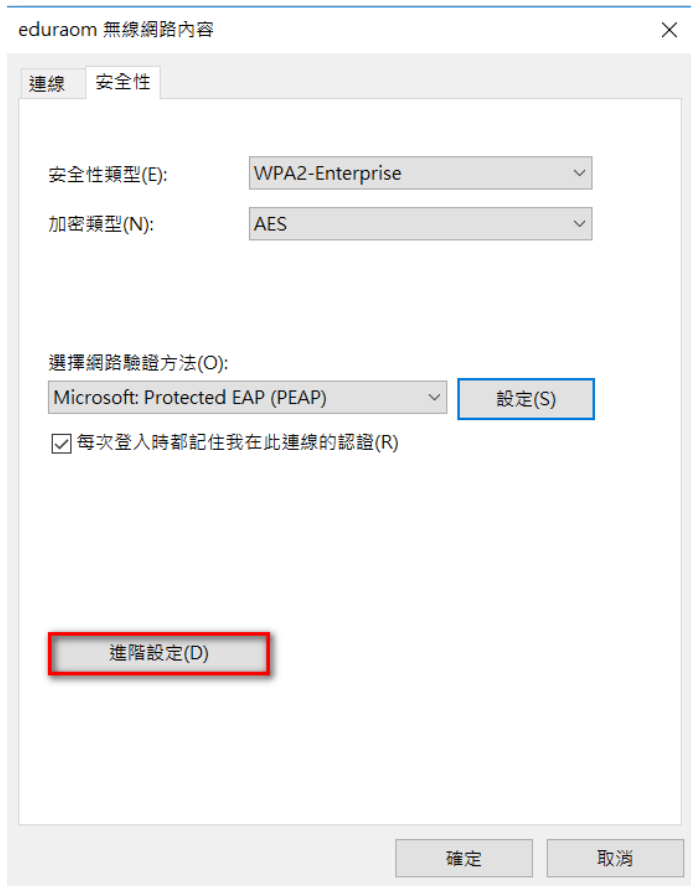 eduraom 無線網路內容
連線 安全性
安全性類型(E): WPA2-Enterprise
加密類型(N): AES
選擇網路驗證方法(O):
Microsoft: Protected EAP (PEAP) 設定(S)
每次登入時都記住我在此連線的認證(R)
進階設定(D)
確定 取消